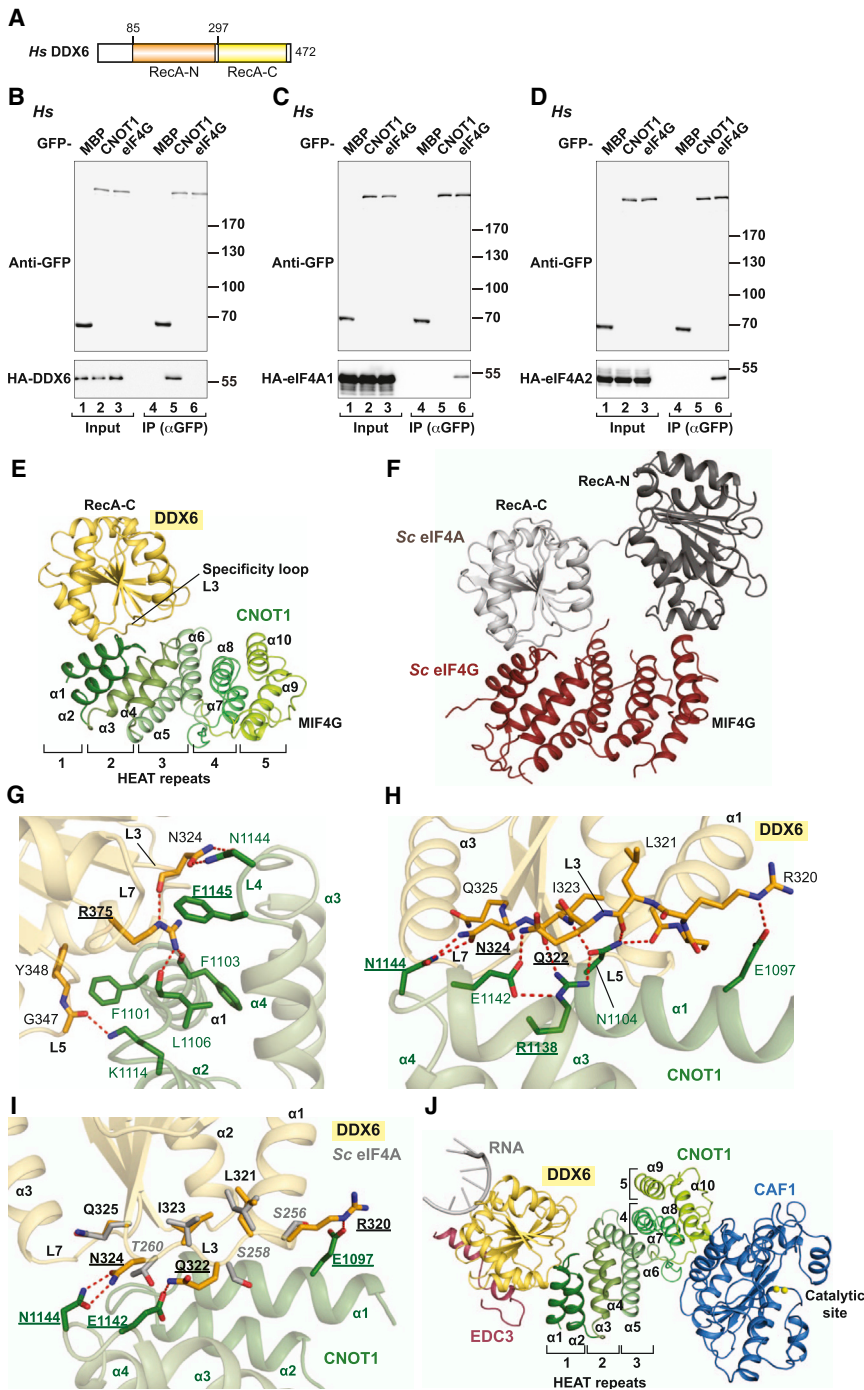 A
85 297
Hs DDX6
472
RecA-N RecA-C
B
Hs
GFP- MBP CNOT1 eIF4G MBP CNOT1 eIF4G
170
130
Anti-GFP
100
70
HA-DDX6
55
1 2 3 4 5 6
Input IP (αGFP)
C
Hs
GFP- MBP CNOT1 eIF4G MBP CNOT1 eIF4G
170
130
Anti-GFP
100
70
HA-eIF4A1
55
1 2 3 4 5 6
Input IP (αGFP)
D
Hs
GFP- MBP CNOT1 eIF4G MBP CNOT1 eIF4G
170
130
Anti-GFP
100
70
HA-eIF4A2
55
1 2 3 4 5 6
Input IP (αGFP)
E
RecA-C
DDX6
Specificity loop
L3
CNOT1
α6
α8
α10
α1
α2
α3
α4
α5
α7
α9
MIF4G
1 2 3 4 5
HEAT repeats
F
RecA-N
RecA-C
Sc eIF4A
Sc eIF4G
MIF4G
G
L3
N324
N1144
L7
F1145
L4
α3
R375
Y348
F1103
α4
F1101
α1
G347
L1106
L5
K1114
α2
H
α1
DDX6
α3
L321
L3
Q325
I323
R320
N1144
L7
N324
Q322
L5
E1142
N1104
E1097
α1
R1138
α4
α3
CNOT1
I
α1
DDX6
α2
Sc eIF4A
α3
L321
Q325
I323
S256
R320
L7
T260
L3
N324
Q322
S258
E1097
N1144
E1142
α1
α4
α3
α2
CNOT1
J
RNA
CNOT1
DDX6
5
α9
α10
4
α8
α7
CAF1
α6
EDC3
α4
α1
α2
α3
α5
Catalytic
site
1 2 3
HEAT repeats